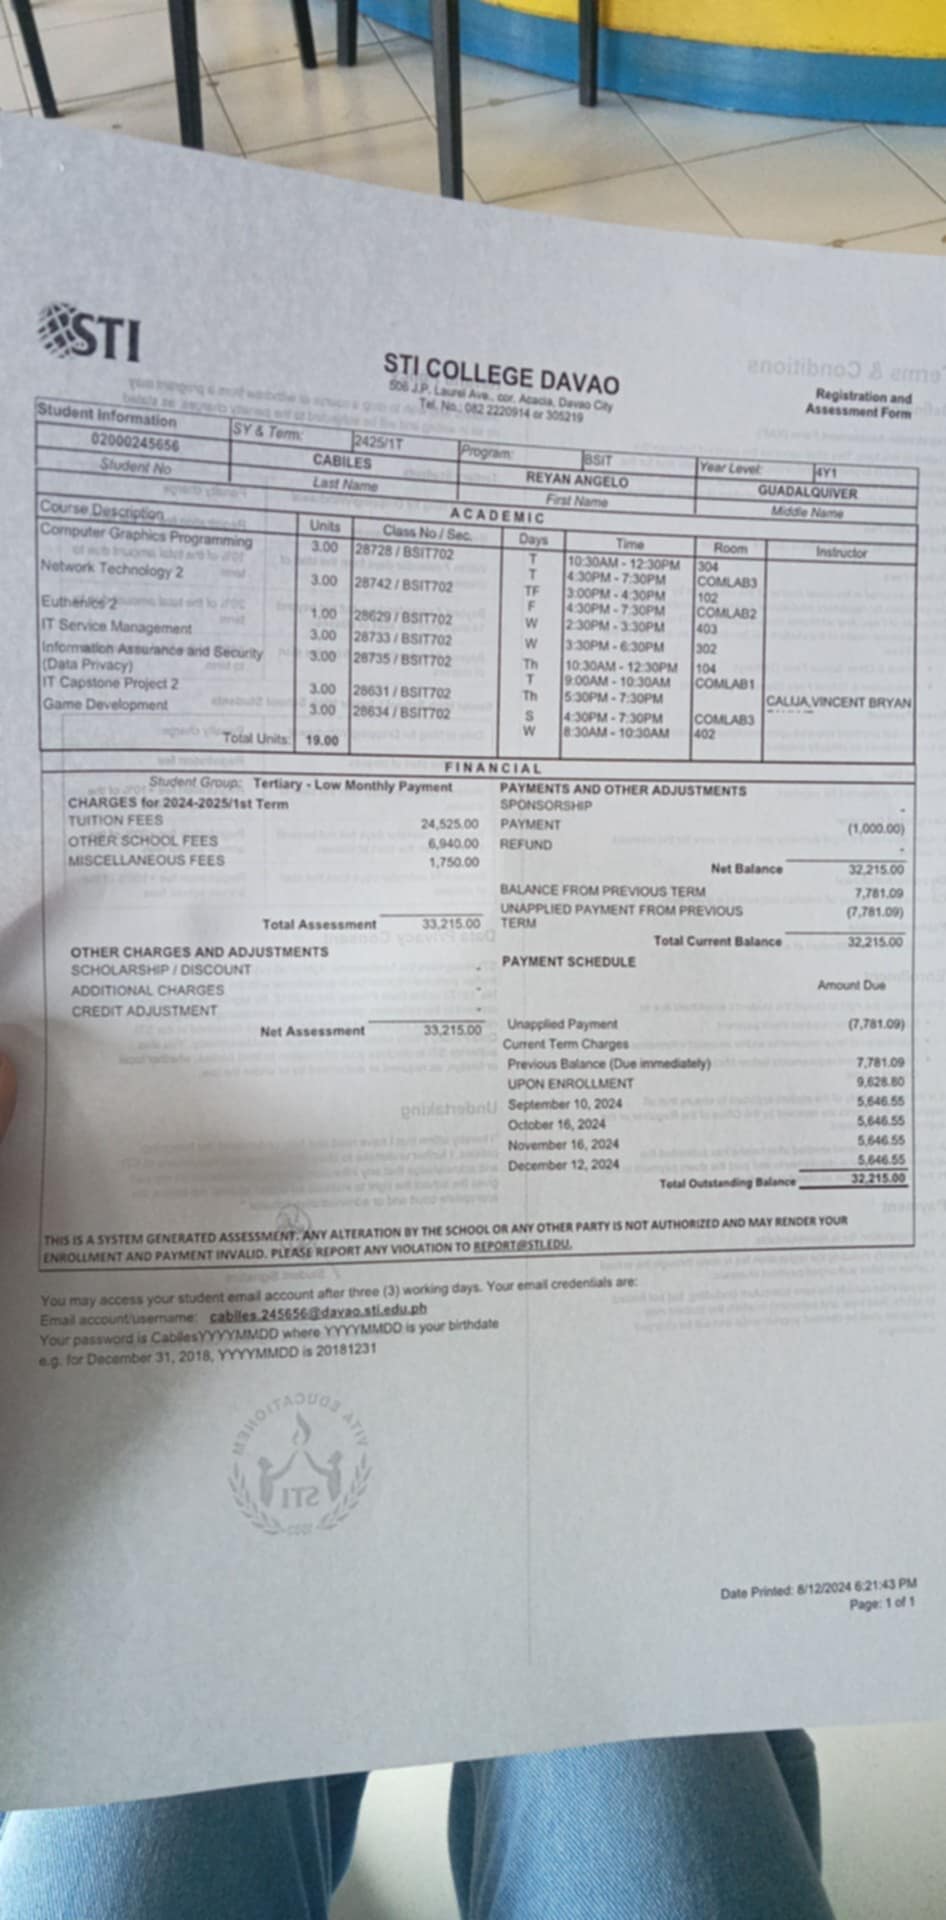 STI
STI COLLEGE DAVAO
506 J.P. Laurel Ave., cor. Acacia, Davao City
Tel. No.: 082 2220914 or 305219
Registration and
Assessment Form
Student Information SY & Term: 2425/1T Program: BSIT Year Level: 4Y1
02000245656 CABILES REYAN ANGELO GUADALQUIVER
Student No Last Name First Name Middle Name
ACADEMIC
Course Description Units Class No / Sec. Days Time Room Instructor
Computer Graphics Programming 3.00 28728 / BSIT702 T 10:30AM - 12:30PM 304
T 4:30PM - 7:30PM COMLAB3
Network Technology 2 3.00 28742 / BSIT702 TF 3:00PM - 4:30PM 102
F 4:30PM - 7:30PM COMLAB2
Euthenics 2 1.00 28629 / BSIT702 W 2:30PM - 3:30PM 403
IT Service Management 3.00 28733 / BSIT702 W 3:30PM - 6:30PM 302
Information Assurance and Security 3.00 28735 / BSIT702 Th 10:30AM - 12:30PM 104
(Data Privacy) T 9:00AM - 10:30AM COMLAB1
IT Capstone Project 2 3.00 28631 / BSIT702 Th 5:30PM - 7:30PM CALIJA, VINCENT BRYAN
Game Development 3.00 28634 / BSIT702 S 4:30PM - 7:30PM COMLAB3
W 8:30AM - 10:30AM 402
Total Units: 19.00
FINANCIAL
Student Group: Tertiary - Low Monthly Payment
CHARGES for 2024-2025/1st Term
TUITION FEES 24,525.00
OTHER SCHOOL FEES 6,940.00
MISCELLANEOUS FEES 1,750.00
Total Assessment 33,215.00
OTHER CHARGES AND ADJUSTMENTS
SCHOLARSHIP / DISCOUNT -
ADDITIONAL CHARGES -
CREDIT ADJUSTMENT -
Net Assessment 33,215.00
PAYMENTS AND OTHER ADJUSTMENTS
SPONSORSHIP -
PAYMENT (1,000.00)
REFUND -
Net Balance 32,215.00
BALANCE FROM PREVIOUS TERM 7,781.09
UNAPPLIED PAYMENT FROM PREVIOUS (7,781.09)
TERM
Total Current Balance 32,215.00
PAYMENT SCHEDULE
Amount Due
Unapplied Payment (7,781.09)
Current Term Charges
Previous Balance (Due immediately) 7,781.09
UPON ENROLLMENT 9,628.80
September 10, 2024 5,646.55
October 16, 2024 5,646.55
November 16, 2024 5,646.55
December 12, 2024 5,646.55
Total Outstanding Balance 32,215.00
THIS IS A SYSTEM GENERATED ASSESSMENT. ANY ALTERATION BY THE SCHOOL OR ANY OTHER PARTY IS NOT AUTHORIZED AND MAY RENDER YOUR
ENROLLMENT AND PAYMENT INVALID. PLEASE REPORT ANY VIOLATION TO REPORT@STI.EDU.
You may access your student email account after three (3) working days. Your email credentials are:
Email account/username: cabiles.245656@davao.sti.edu.ph
Your password is CabilesYYYYMMDD where YYYYMMDD is your birthdate
e.g. for December 31, 2018, YYYYMMDD is 20181231
Date Printed: 8/12/2024 6:21:43 PM
Page: 1 of 1